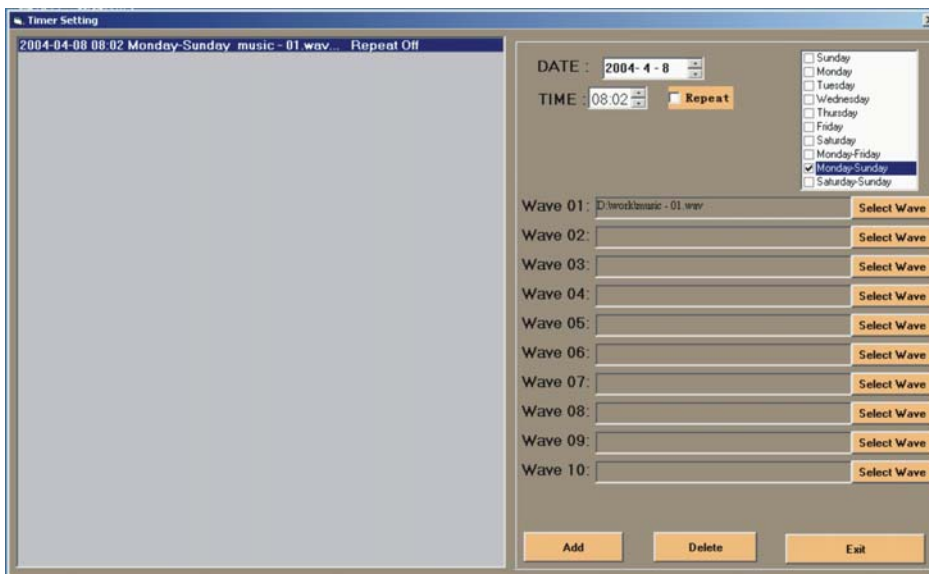 Timer Setting
2004-04-08 08:02 Monday-Sunday music - 01.wav... Repeat Off
DATE : 2004- 4 - 8
TIME : 08:02 Repeat
Sunday
Monday
Tuesday
Wednesday
Thursday
Friday
Saturday
Monday-Friday
Monday-Sunday
Saturday-Sunday
Wave 01: D:\work\music - 01.wav Select Wave
Wave 02: Select Wave
Wave 03: Select Wave
Wave 04: Select Wave
Wave 05: Select Wave
Wave 06: Select Wave
Wave 07: Select Wave
Wave 08: Select Wave
Wave 09: Select Wave
Wave 10: Select Wave
Add Delete Exit